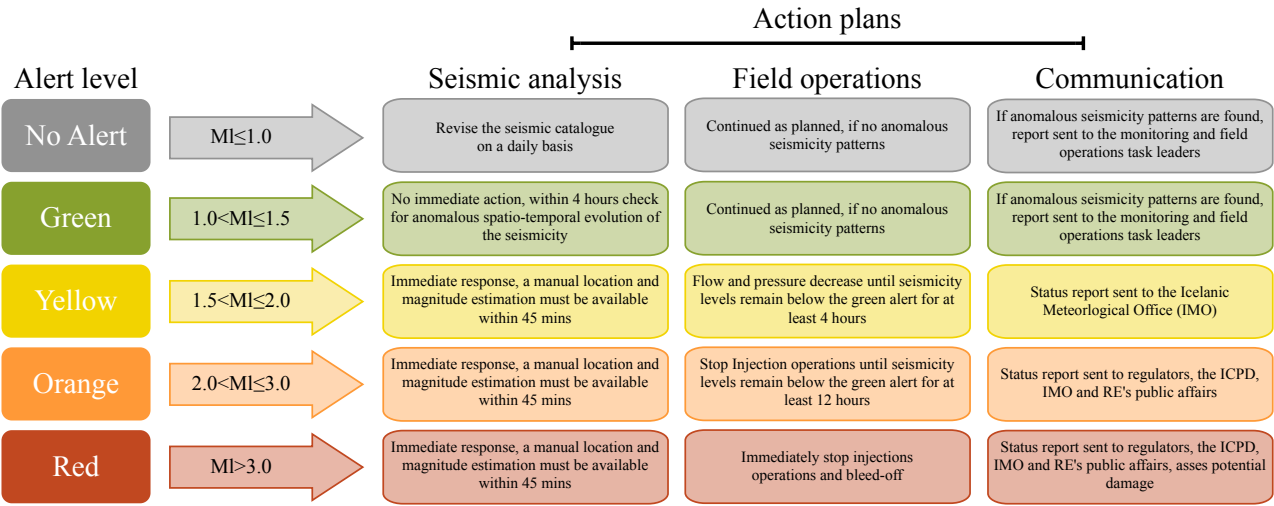 Action plans
Alert level
Seismic analysis
Field operations
Communication
No Alert
Ml≤1.0
Revise the seismic catalogue
on a daily basis
Continued as planned, if no anomalous
seismicity patterns
If anomalous seismicity patterns are found,
report sent to the monitoring and field
operations task leaders
Green
1.0<Ml≤1.5
No immediate action, within 4 hours check
for anomalous spatio-temporal evolution of
the seismicity
Continued as planned, if no anomalous
seismicity patterns
If anomalous seismicity patterns are found,
report sent to the monitoring and field
operations task leaders
Yellow
1.5<Ml≤2.0
Immediate response, a manual location and
magnitude estimation must be available
within 45 mins
Flow and pressure decrease until seismicity
levels remain below the green alert for at
least 4 hours
Status report sent to the Icelanic
Meteorlogical Office (IMO)
Orange
2.0<Ml≤3.0
Immediate response, a manual location and
magnitude estimation must be available
within 45 mins
Stop Injection operations until seismicity
levels remain below the green alert for at
least 12 hours
Status report sent to regulators, the ICPD,
IMO and RE's public affairs
Red
Ml>3.0
Immediate response, a manual location and
magnitude estimation must be available
within 45 mins
Immediately stop injections
operations and bleed-off
Status report sent to regulators, the ICPD,
IMO and RE's public affairs, asses potential
damage